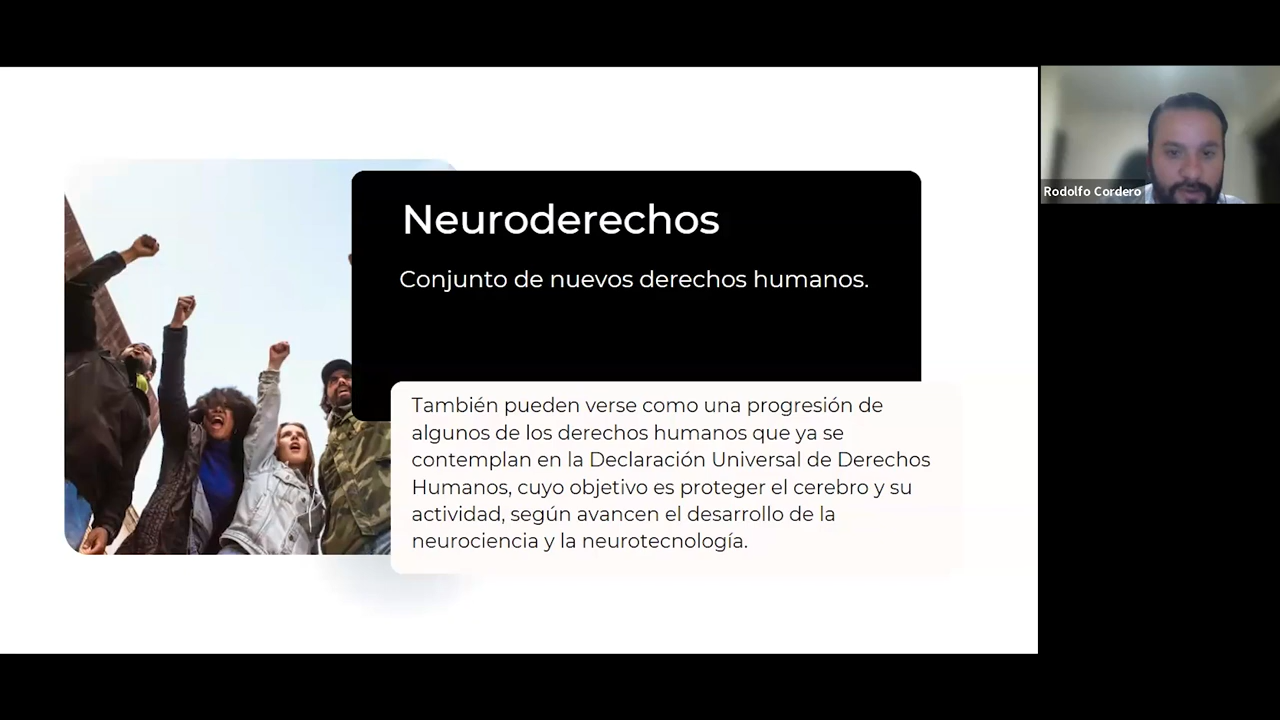 Neuroderechos
Conjunto de nuevos derechos humanos.
También pueden verse como una progresión de
algunos de los derechos humanos que ya se
contemplan en la Declaración Universal de Derechos
Humanos, cuyo objetivo es proteger el cerebro y su
actividad, según avancen el desarrollo de la
neurociencia y la neurotecnología.
Rodolfo Cordero